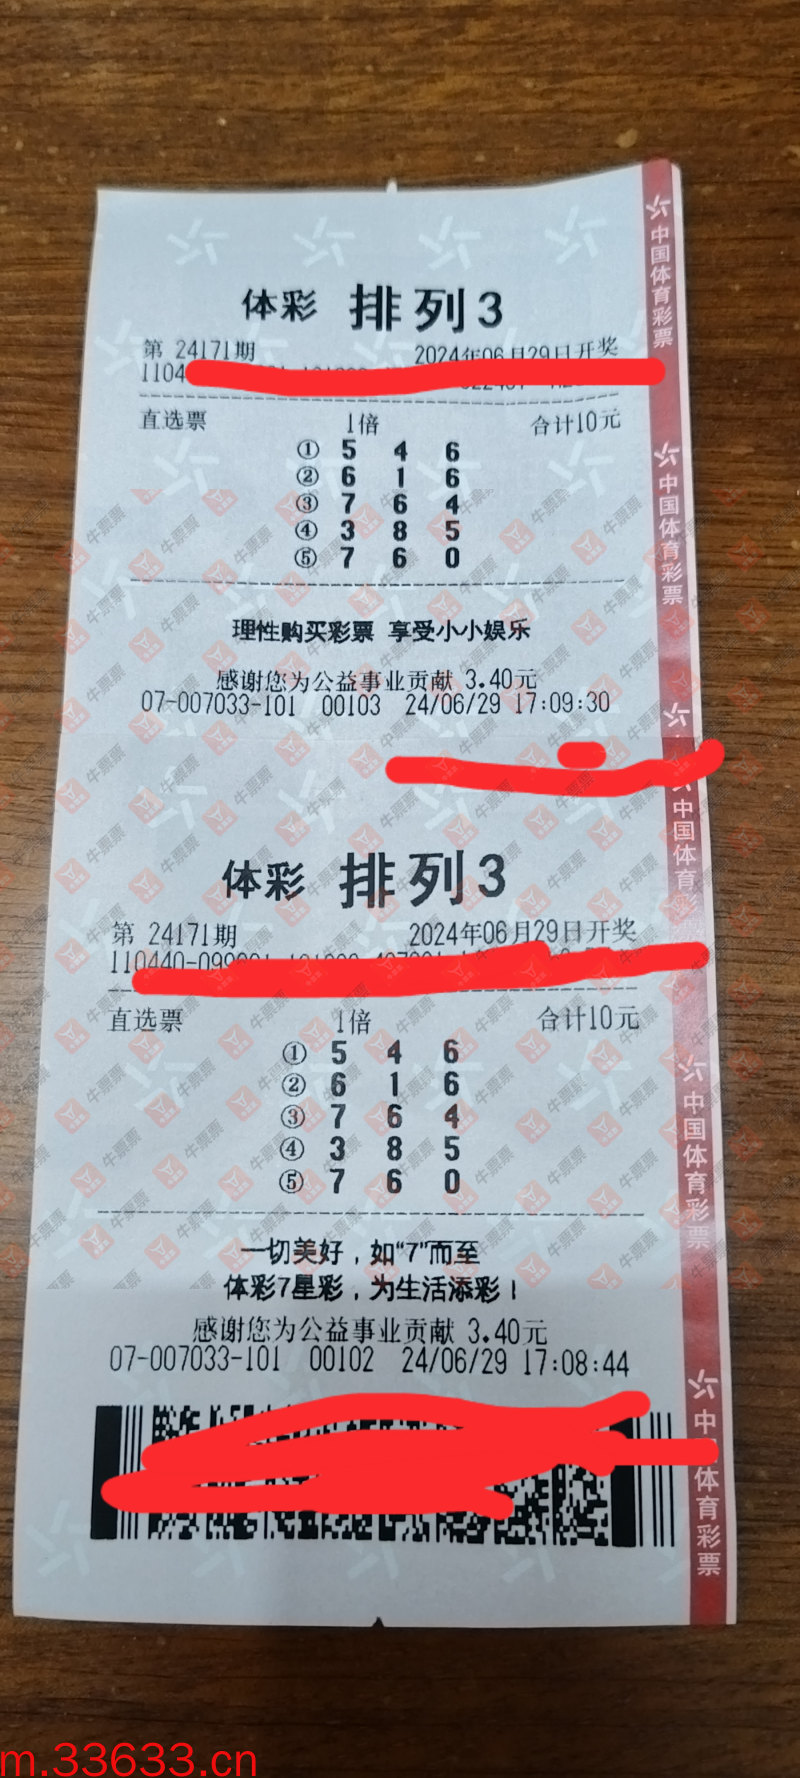 体彩 排列3
第 24171期 2024年06月29日开奖
1104
直选票 1倍 合计10元
① 5 4 6
② 6 1 6
③ 7 6 4
④ 3 8 5
⑤ 7 6 0
理性购买彩票 享受小小娱乐
感谢您为公益事业贡献 3.40元
07-007033-101 00103 24/06/29 17:09:30
体彩 排列3
第 24171期 2024年06月29日开奖
110440-09
直选票 1倍 合计10元
① 5 4 6
② 6 1 6
③ 7 6 4
④ 3 8 5
⑤ 7 6 0
一切美好，如“7”而至
体彩7星彩，为生活添彩！
感谢您为公益事业贡献 3.40元
07-007033-101 00102 24/06/29 17:08:44
中国体育彩票
中国体育彩票
中国体育彩
中国体育彩票
中 体育彩票
牛票票
m.33633.cn